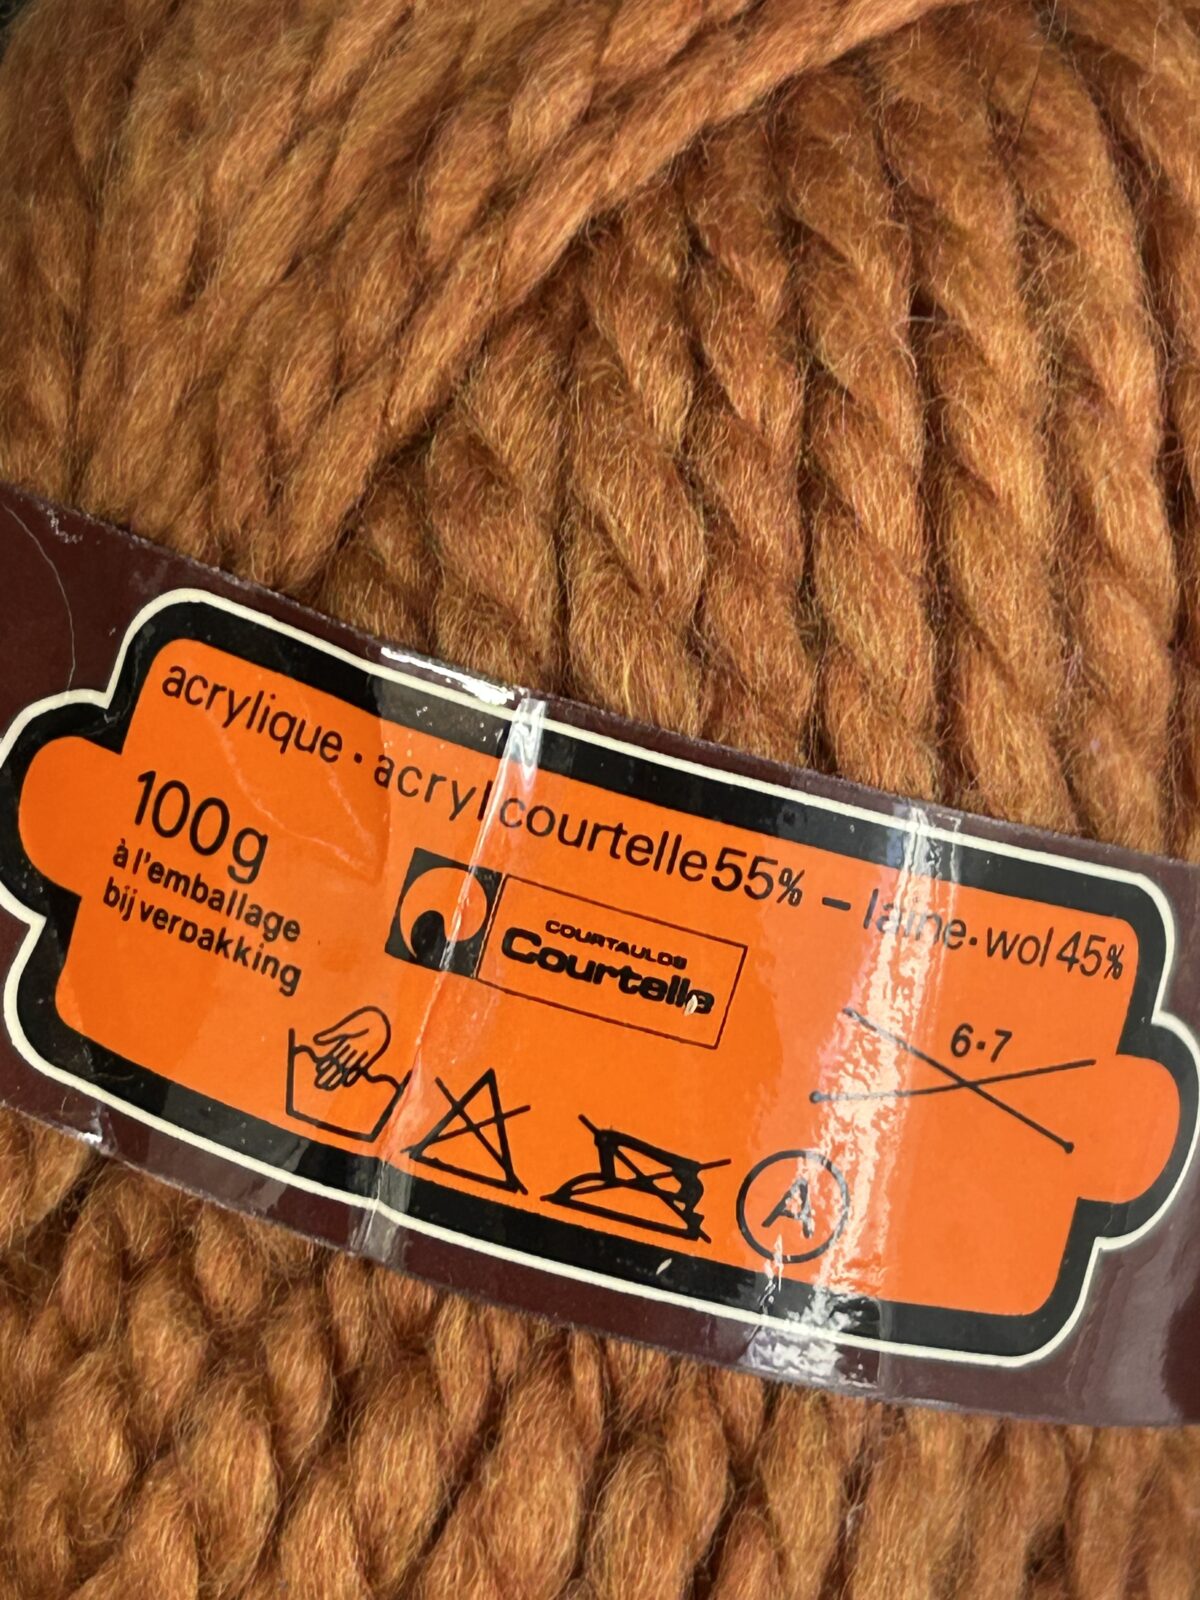 acrylique · acryl courtelle 55% – laine · wol 45%
100g
à l'emballage
bij verpakking
COURTAULDS
Courtelle
6·7
A